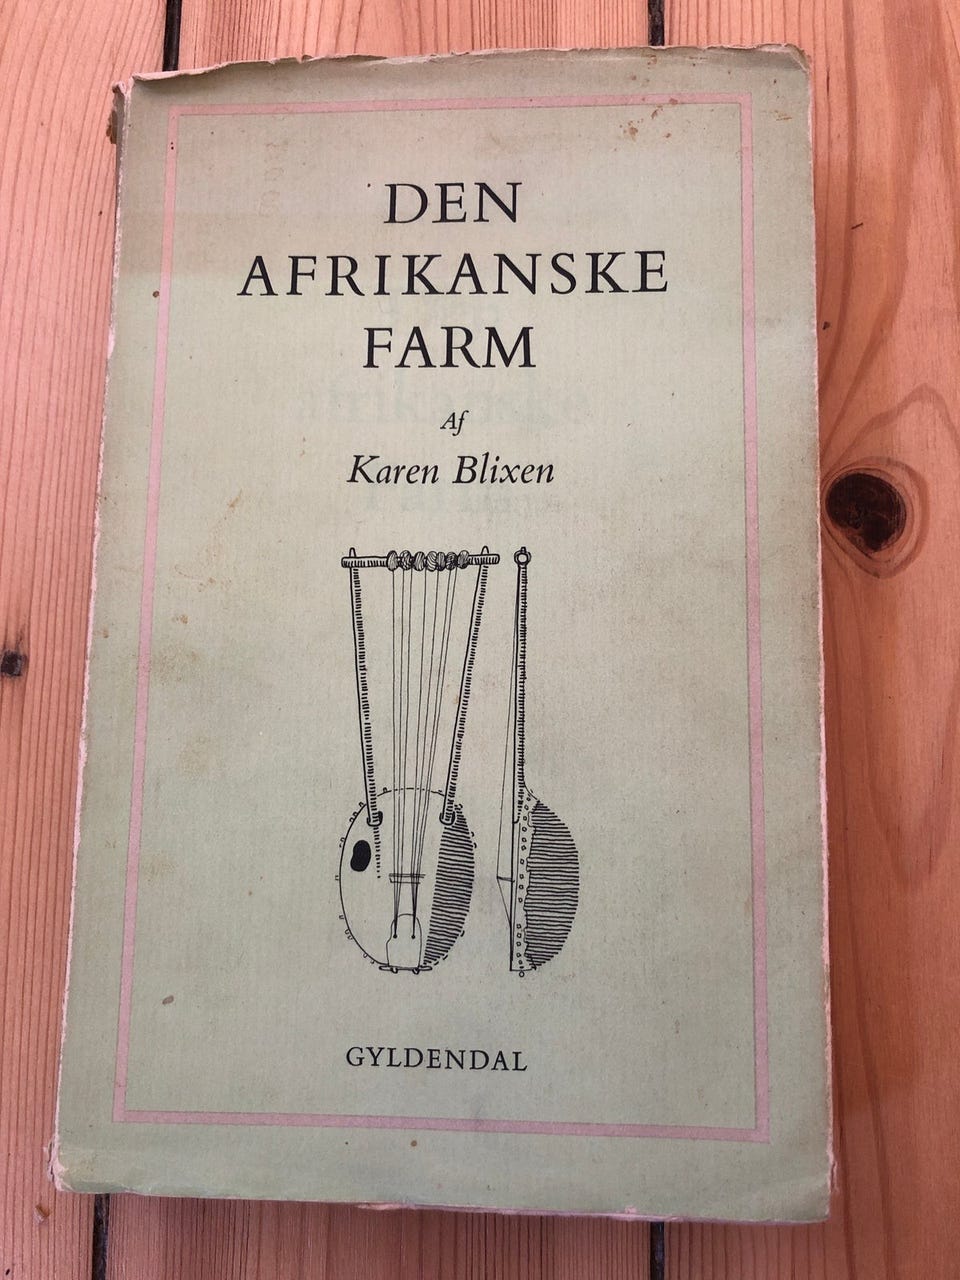 DEN
AFRIKANSKE
FARM
Af
Karen Blixen
GYLDENDAL